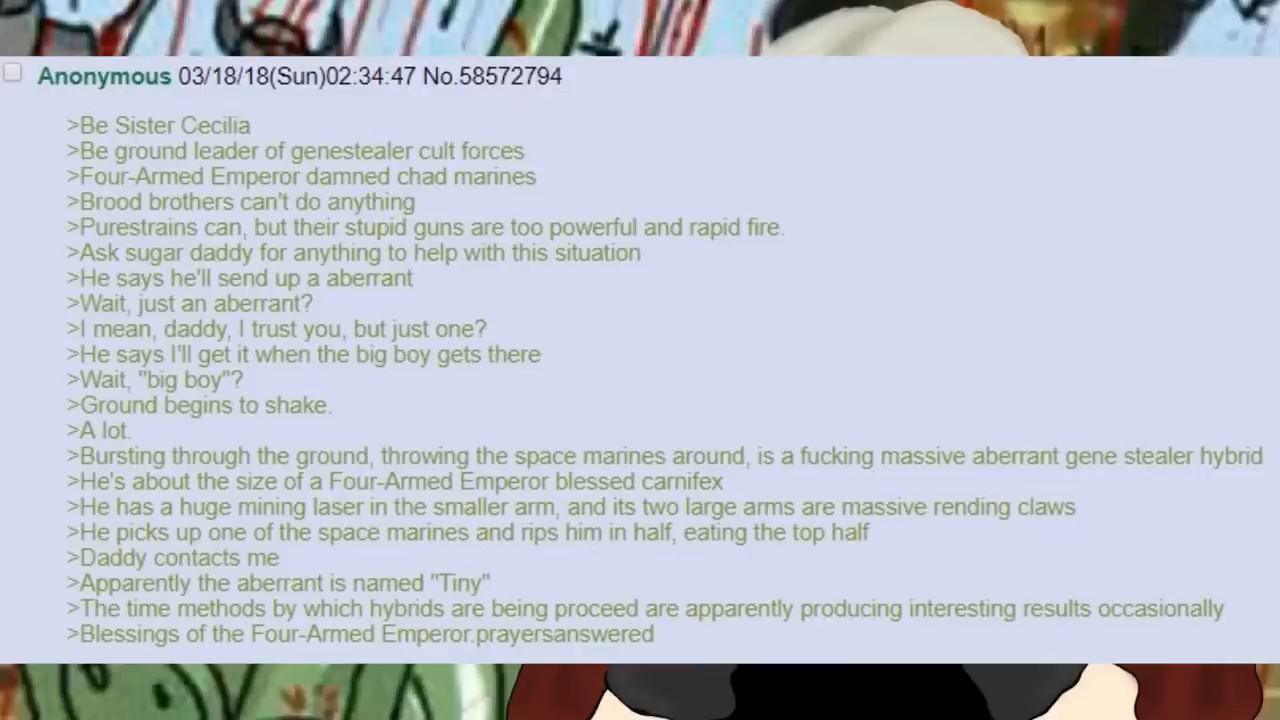 Anonymous 03/18/18(Sun)02:34:47 No.58572794
>Be Sister Cecilia
>Be ground leader of genestealer cult forces
>Four-Armed Emperor damned chad marines
>Brood brothers can't do anything
>Purestrains can, but their stupid guns are too powerful and rapid fire.
>Ask sugar daddy for anything to help with this situation
>He says he'll send up a aberrant
>Wait, just an aberrant?
>I mean, daddy, I trust you, but just one?
>He says I'll get it when the big boy gets there
>Wait, "big boy"?
>Ground begins to shake.
>A lot.
>Bursting through the ground, throwing the space marines around, is a fucking massive aberrant gene stealer hybrid
>He's about the size of a Four-Armed Emperor blessed carnifex
>He has a huge mining laser in the smaller arm, and its two large arms are massive rending claws
>He picks up one of the space marines and rips him in half, eating the top half
>Daddy contacts me
>Apparently the aberrant is named "Tiny"
>The time methods by which hybrids are being proceed are apparently producing interesting results occasionally
>Blessings of the Four-Armed Emperor.prayersanswered